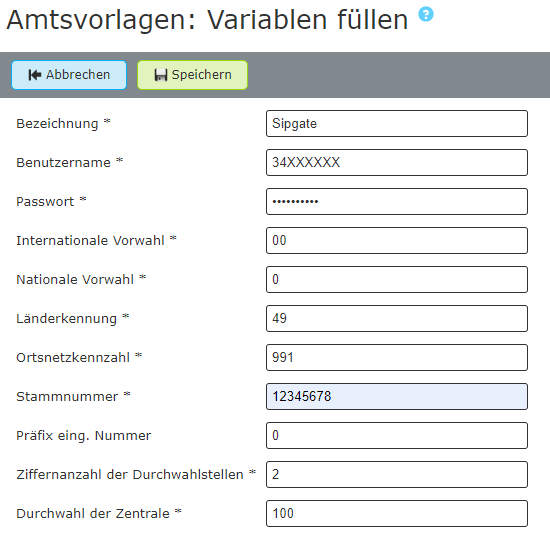 Amtsvorlagen: Variablen füllen ?
Abbrechen Speichern
Bezeichnung * Sipgate
Benutzername * 34XXXXXX
Passwort * ••••••••••
Internationale Vorwahl * 00
Nationale Vorwahl * 0
Länderkennung * 49
Ortsnetzkennzahl * 991
Stammnummer * 12345678
Präfix eing. Nummer 0
Ziffernanzahl der Durchwahlstellen * 2
Durchwahl der Zentrale * 100